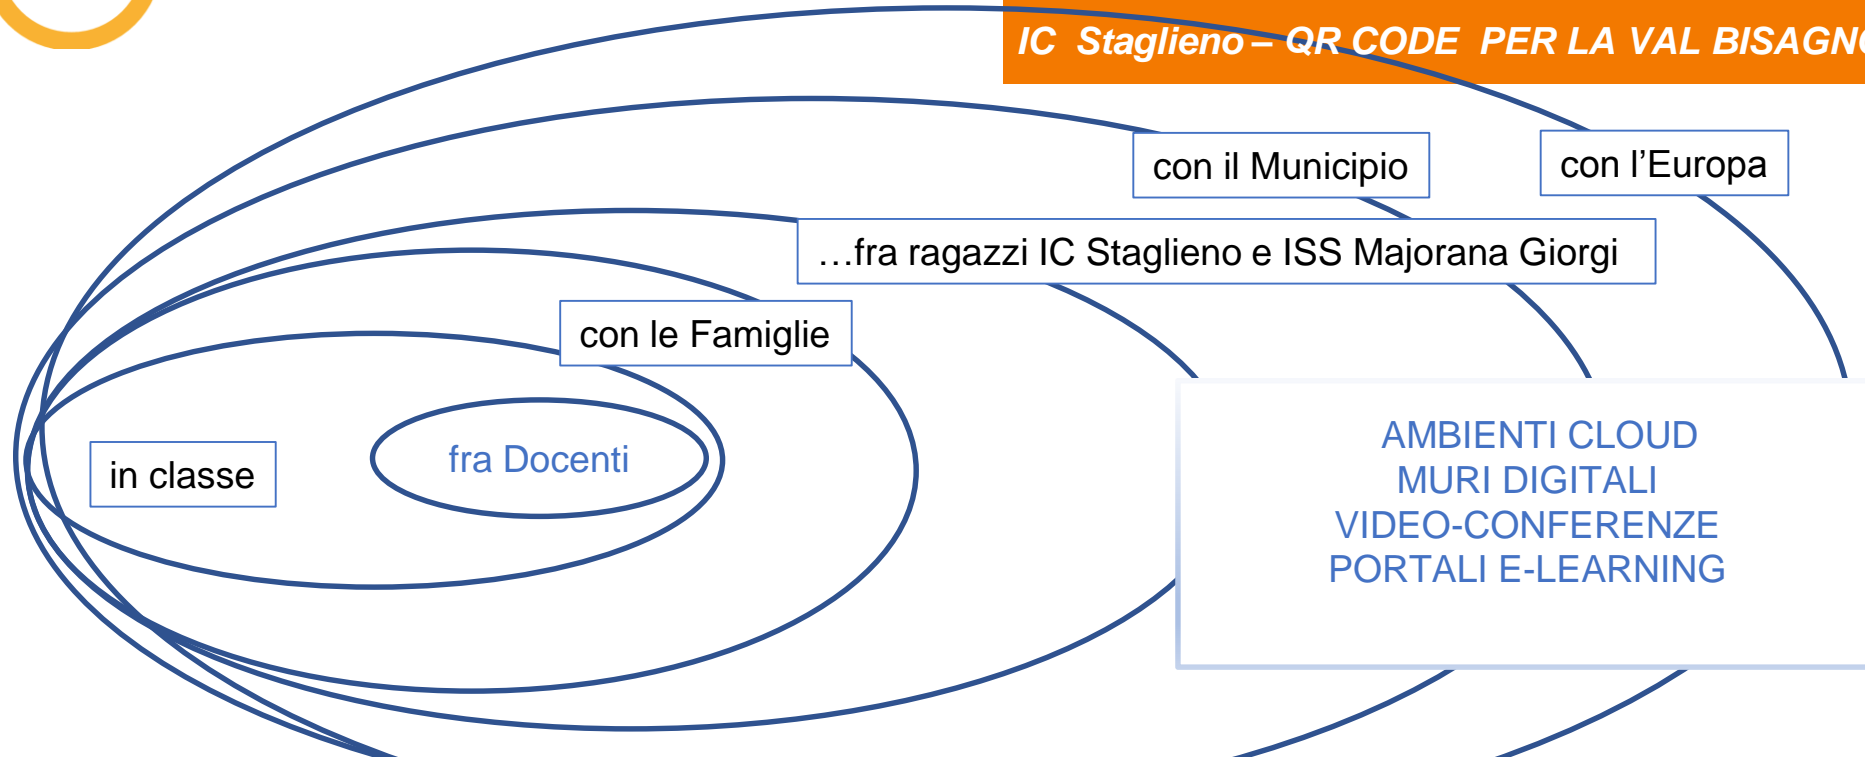 IC Staglieno – QR CODE PER LA VAL BISAGNO
con il Municipio
con l’Europa
…fra ragazzi IC Staglieno e ISS Majorana Giorgi
con le Famiglie
in classe
fra Docenti
AMBIENTI CLOUD
MURI DIGITALI
VIDEO-CONFERENZE
PORTALI E-LEARNING